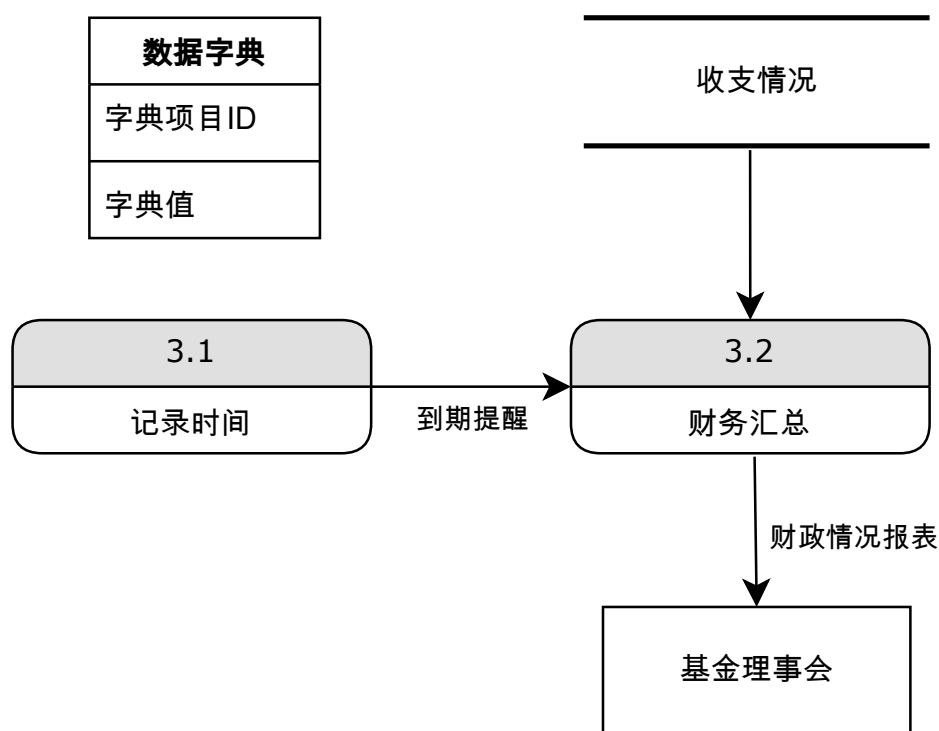 数据字典
字典项目ID
字典值
收支情况
3.1
记录时间
到期提醒
3.2
财务汇总
财政情况报表
基金理事会